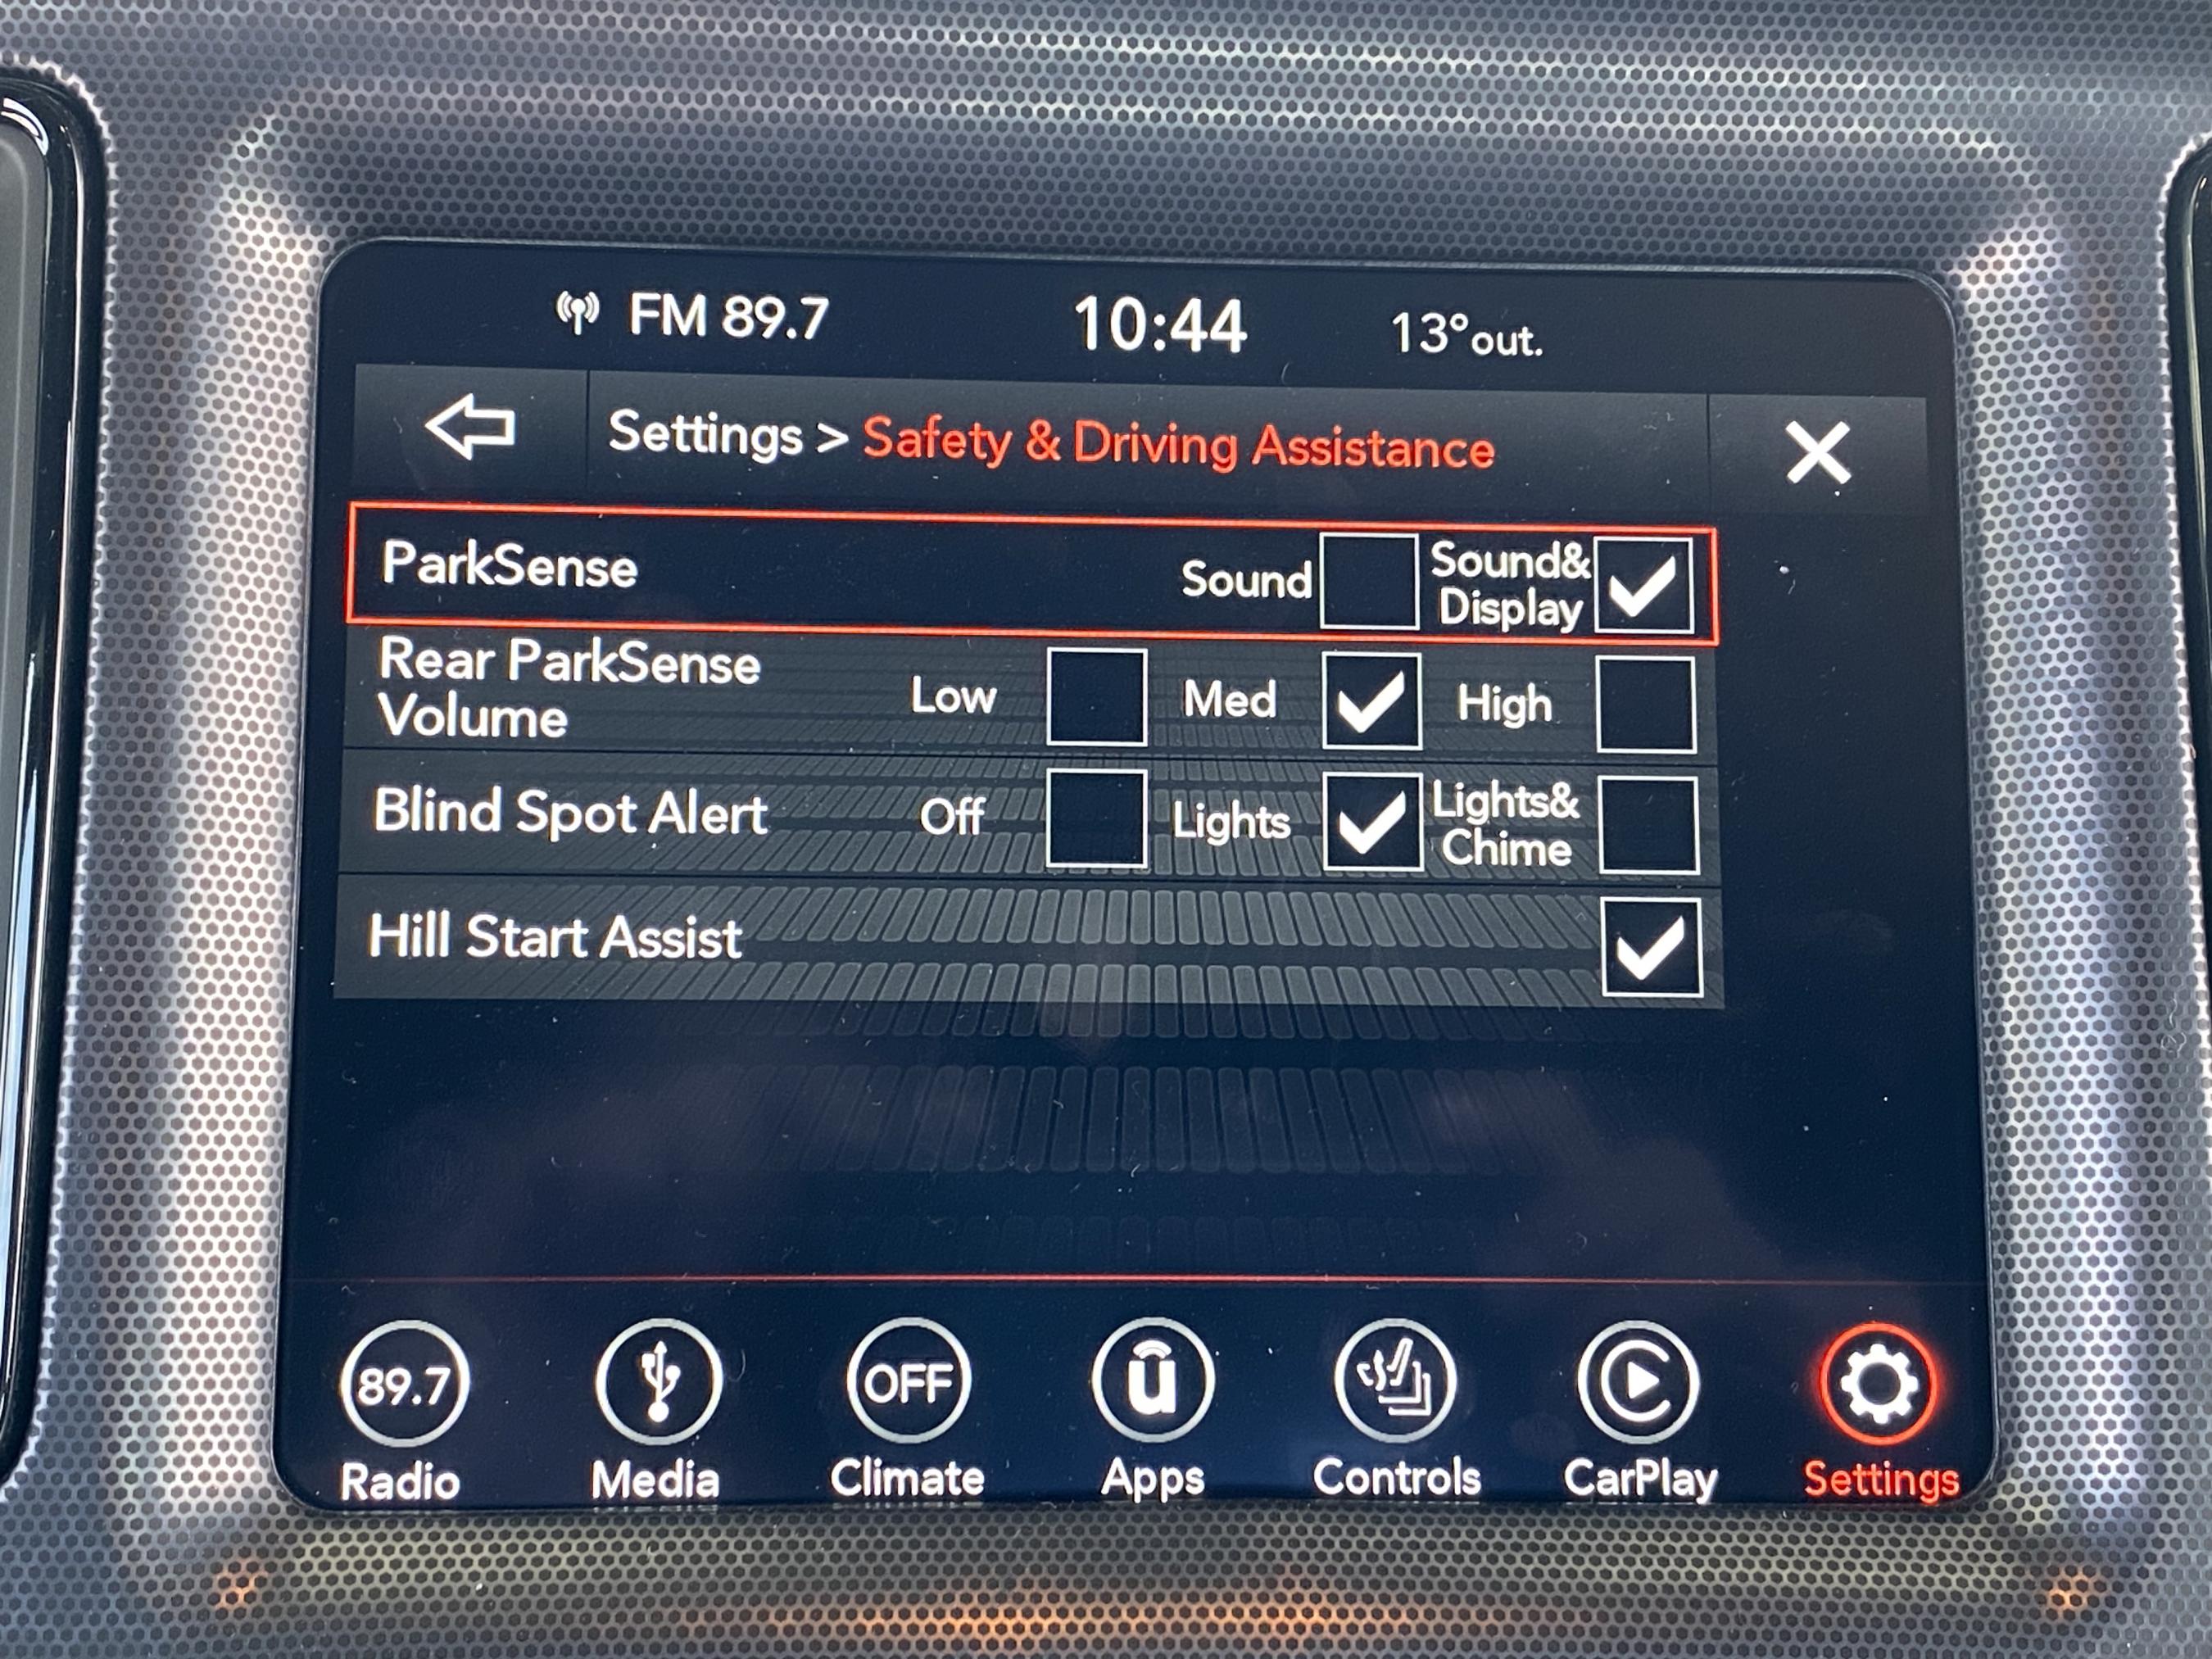 FM 89.7 10:44 13°out.
Settings > Safety & Driving Assistance
ParkSense Sound Sound& Display
Rear ParkSense Volume Low Med High
Blind Spot Alert Off Lights Lights& Chime
Hill Start Assist
89.7 OFF u
Radio Media Climate Apps Controls CarPlay Settings